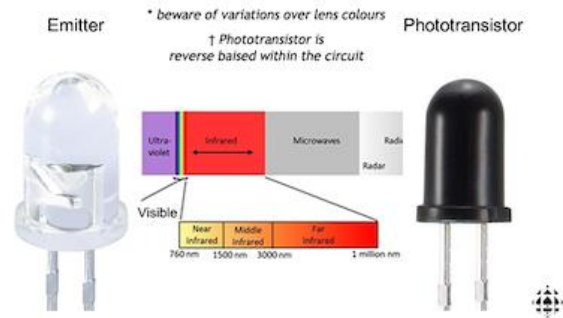 Emitter
* beware of variations over lens colours
† Phototransistor is
reverse baised within the circuit
Phototransistor
Ultra-
violet
Infrared
Microwaves
Radar
Visible
Near
Infrared
Middle
Infrared
Far
Infrared
760 nm
1500 nm
3000 nm
1 million nm